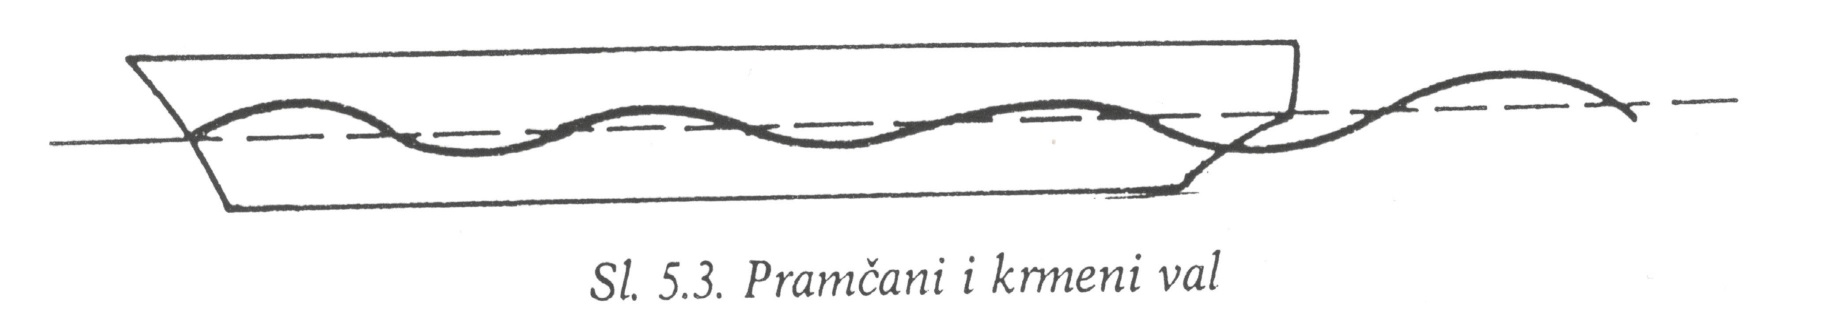 Sl. 5.3. Pramčani i krmeni val